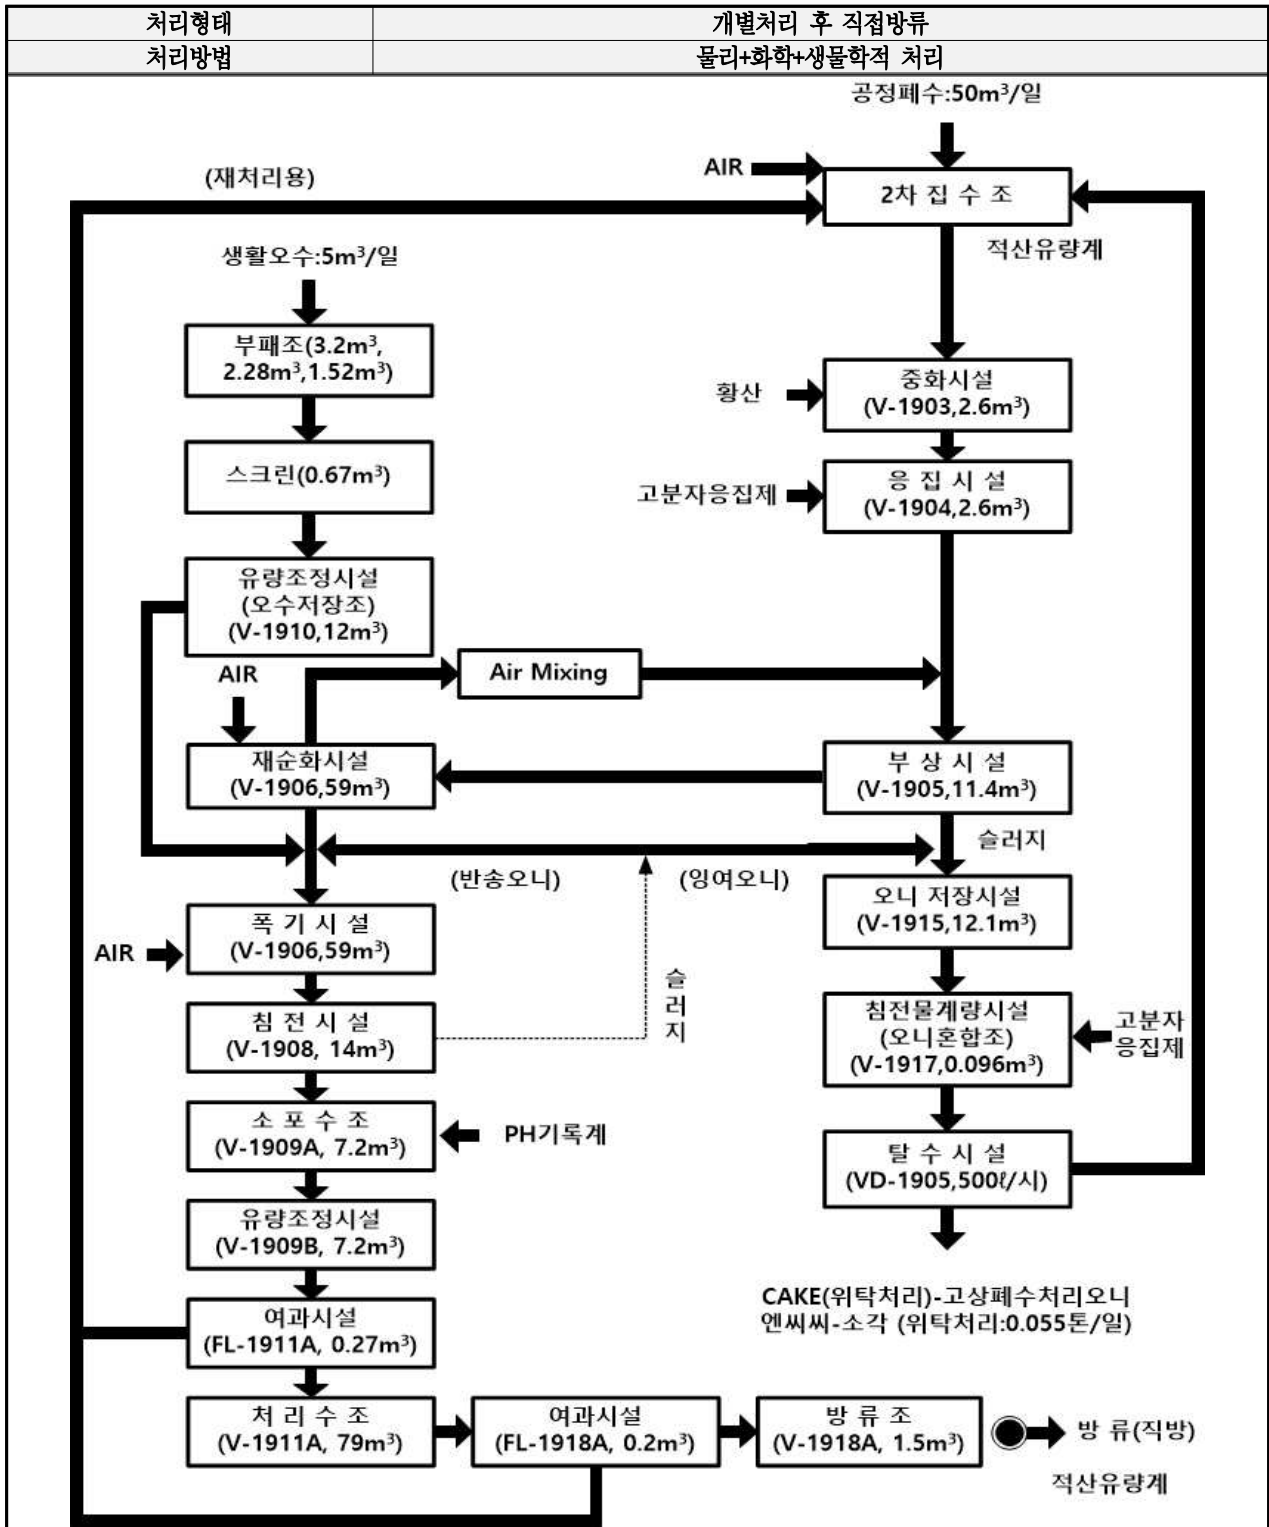 처리형태 개별처리 후 직접방류
처리방법 물리+화학+생물학적 처리
공정폐수:50m³/일
AIR
(재처리용)
2차 집 수 조
적산유량계
생활오수:5m³/일
부패조(3.2m³,
2.28m³,1.52m³)
중화시설
(V-1903,2.6m³)
황산
스크린(0.67m³)
응 집 시 설
(V-1904,2.6m³)
고분자응집제
유량조정시설
(오수저장조)
(V-1910,12m³)
AIR
Air Mixing
재순화시설
(V-1906,59m³)
부 상 시 설
(V-1905,11.4m³)
슬러지
(반송오니)
(잉여오니)
오니 저장시설
(V-1915,12.1m³)
폭 기 시 설
(V-1906,59m³)
AIR
슬
러
지
침 전 시 설
(V-1908, 14m³)
침전물계량시설
(오니혼합조)
(V-1917,0.096m³)
고분자
응집제
소 포 수 조
(V-1909A, 7.2m³)
PH기록계
탈 수 시 설
(VD-1905,500ℓ/시)
유량조정시설
(V-1909B, 7.2m³)
CAKE(위탁처리)-고상폐수처리오니
엔씨씨-소각 (위탁처리:0.055톤/일)
여과시설
(FL-1911A, 0.27m³)
처 리 수 조
(V-1911A, 79m³)
여과시설
(FL-1918A, 0.2m³)
방 류 조
(V-1918A, 1.5m³)
방 류(직방)
적산유량계